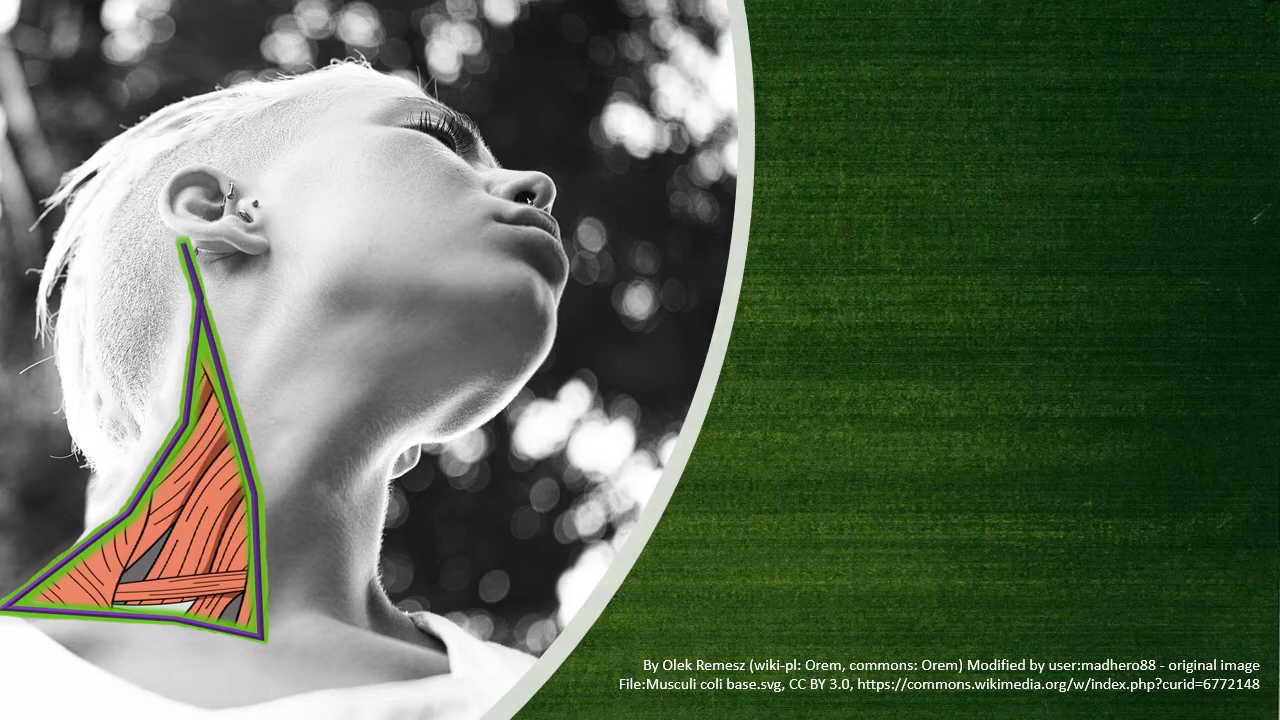 By Olek Remesz (wiki-pl: Orem, commons: Orem) Modified by user:madhero88 - original image
File:Musculi coli base.svg, CC BY 3.0, https://commons.wikimedia.org/w/index.php?curid=6772148